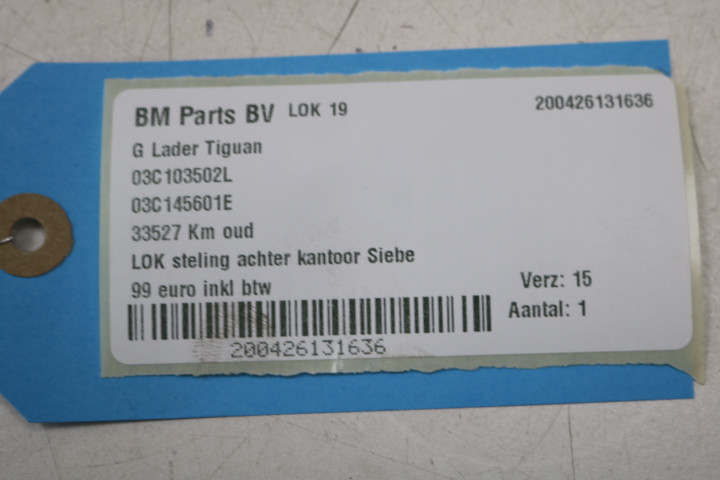 BM Parts BV LOK 19 200426131636
G Lader Tiguan
03C103502L
03C145601E
33527 Km oud
LOK steling achter kantoor Siebe
99 euro inkl btw Verz: 15
Aantal: 1
200426131636